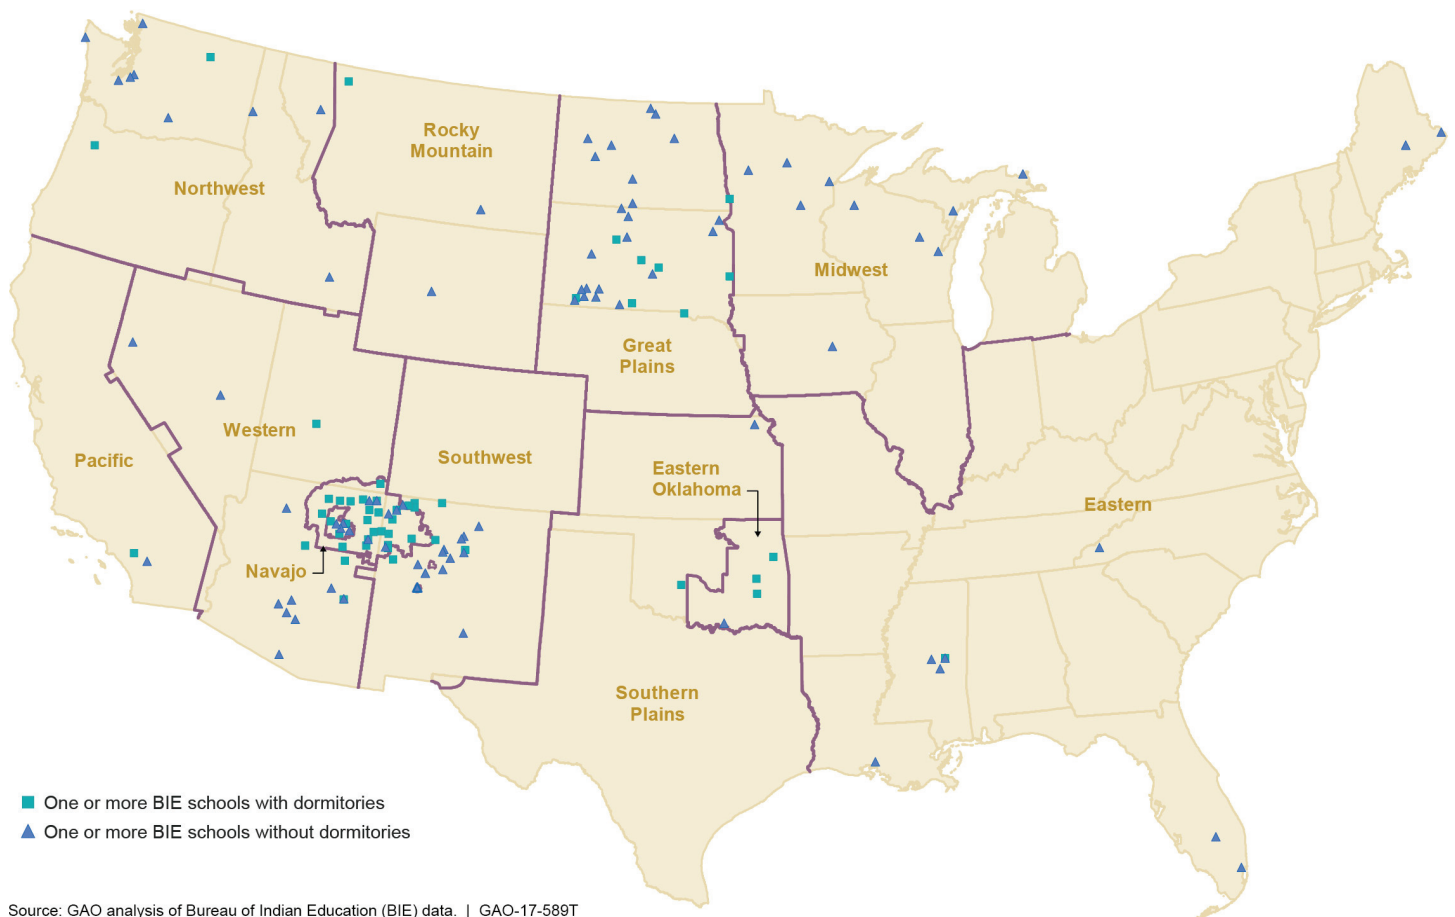 Rocky
Mountain
Northwest
Midwest
Great
Plains
Western
Pacific
Southwest
Eastern
Oklahoma
Eastern
Navajo
Southern
Plains
One or more BIE schools with dormitories
One or more BIE schools without dormitories
Source: GAO analysis of Bureau of Indian Education (BIE) data. | GAO-17-589T